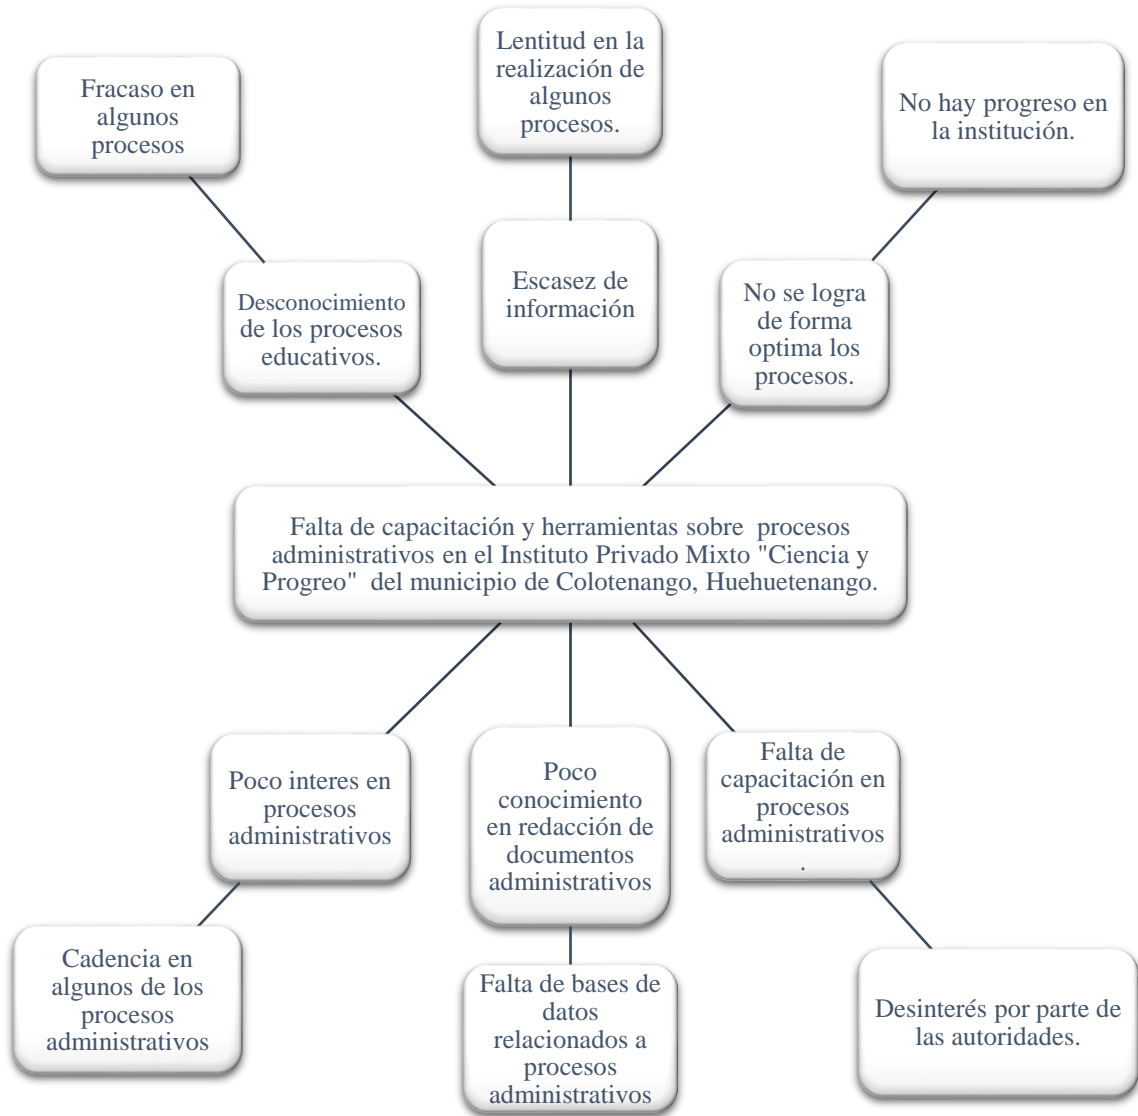 Lentitud en la
realización de
algunos
procesos.
Fracaso en
algunos
procesos
No hay progreso en
la institución.
Desconocimiento
de los procesos
educativos.
Escasez de
información
No se logra
de forma
optima los
procesos.
Falta de capacitación y herramientas sobre procesos
administrativos en el Instituto Privado Mixto "Ciencia y
Progreo" del municipio de Colotenango, Huehuetenango.
Poco interes en
procesos
administrativos
Poco
conocimiento
en redacción de
documentos
administrativos
Falta de
capacitación en
procesos
administrativos
.
Cadencia en
algunos de los
procesos
administrativos
Falta de bases de
datos
relacionados a
procesos
administrativos
Desinterés por parte de
las autoridades.